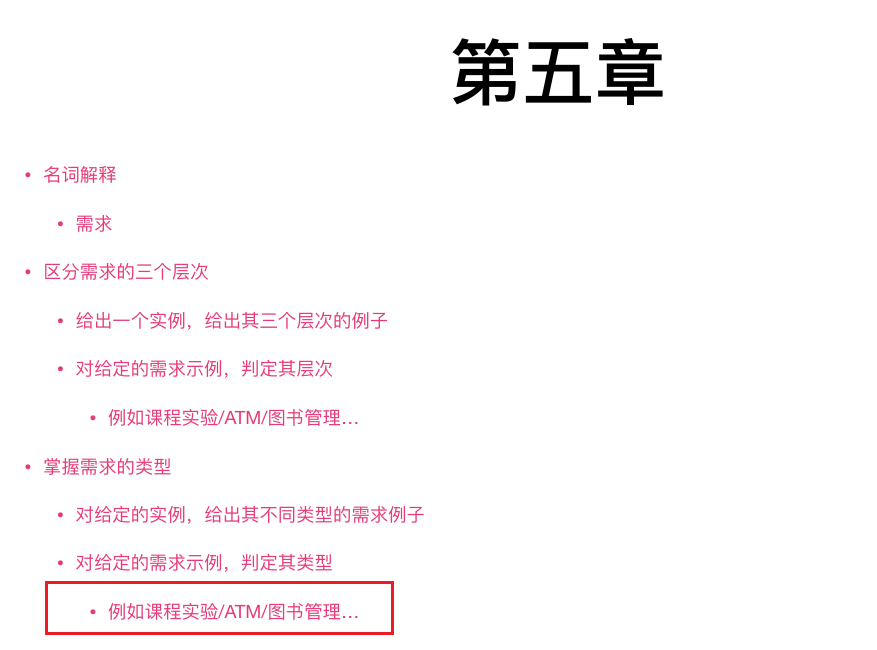 第五章
• 名词解释
• 需求
• 区分需求的三个层次
• 给出一个实例，给出其三个层次的例子
• 对给定的需求示例，判定其层次
• 例如课程实验/ATM/图书管理…
• 掌握需求的类型
• 对给定的实例，给出其不同类型的需求例子
• 对给定的需求示例，判定其类型
• 例如课程实验/ATM/图书管理…